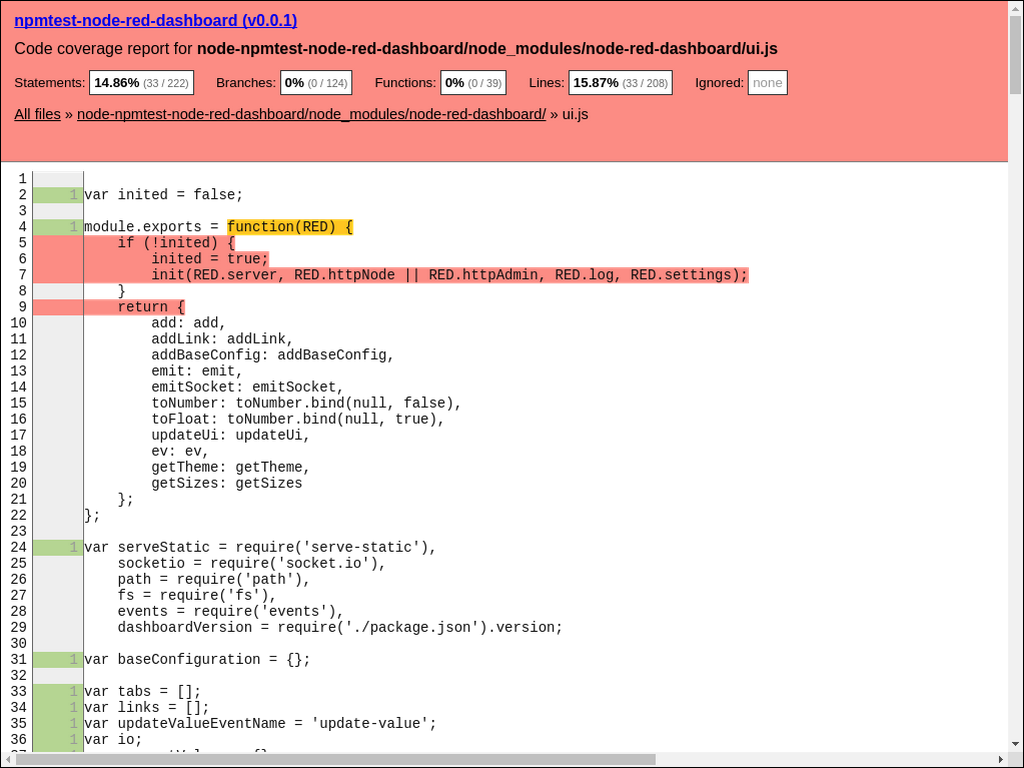 npmtest-node-red-dashboard (v0.0.1)
Code coverage report for node-npmtest-node-red-dashboard/node_modules/node-red-dashboard/ui.js
Statements: 14.86% (33 / 222) Branches: 0% (0 / 124) Functions: 0% (0 / 39) Lines: 15.87% (33 / 208) Ignored: none
All files » node-npmtest-node-red-dashboard/node_modules/node-red-dashboard/ » ui.js
1
2 1 var inited = false;
3
4 1 module.exports = function(RED) {
5     if (!inited) {
6         inited = true;
7         init(RED.server, RED.httpNode || RED.httpAdmin, RED.log, RED.settings);
8     }
9     return {
10         add: add,
11         addLink: addLink,
12         addBaseConfig: addBaseConfig,
13         emit: emit,
14         emitSocket: emitSocket,
15         toNumber: toNumber.bind(null, false),
16         toFloat: toNumber.bind(null, true),
17         updateUi: updateUi,
18         ev: ev,
19         getTheme: getTheme,
20         getSizes: getSizes
21     };
22 };
23
24 1 var serveStatic = require('serve-static'),
25     socketio = require('socket.io'),
26     path = require('path'),
27     fs = require('fs'),
28     events = require('events'),
29     dashboardVersion = require('./package.json').version;
30
31 1 var baseConfiguration = {};
32
33 1 var tabs = [];
34 1 var links = [];
35 1 var updateValueEventName = 'update-value';
36 1 var io;